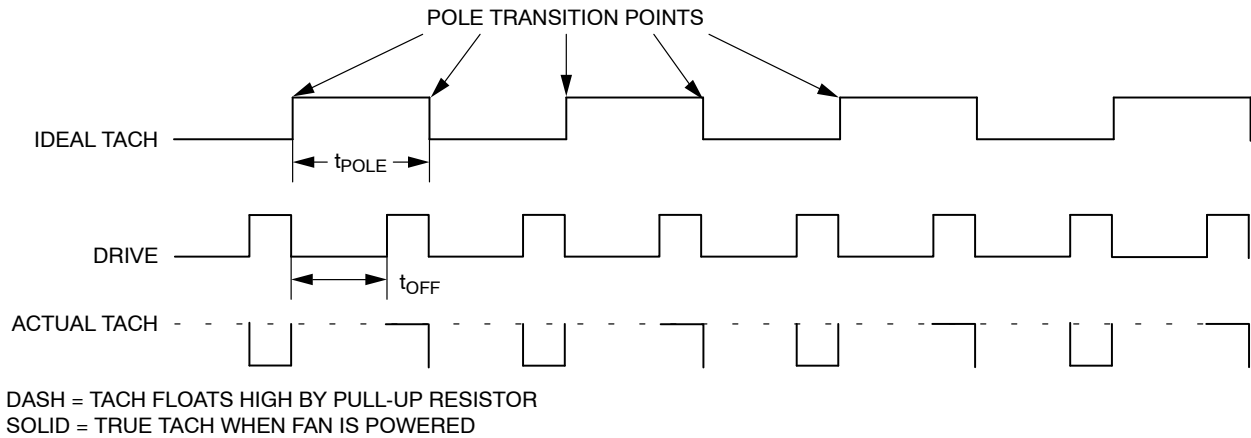 POLE TRANSITION POINTS
IDEAL TACH
tPOLE
DRIVE
tOFF
ACTUAL TACH
DASH = TACH FLOATS HIGH BY PULL-UP RESISTOR
SOLID = TRUE TACH WHEN FAN IS POWERED